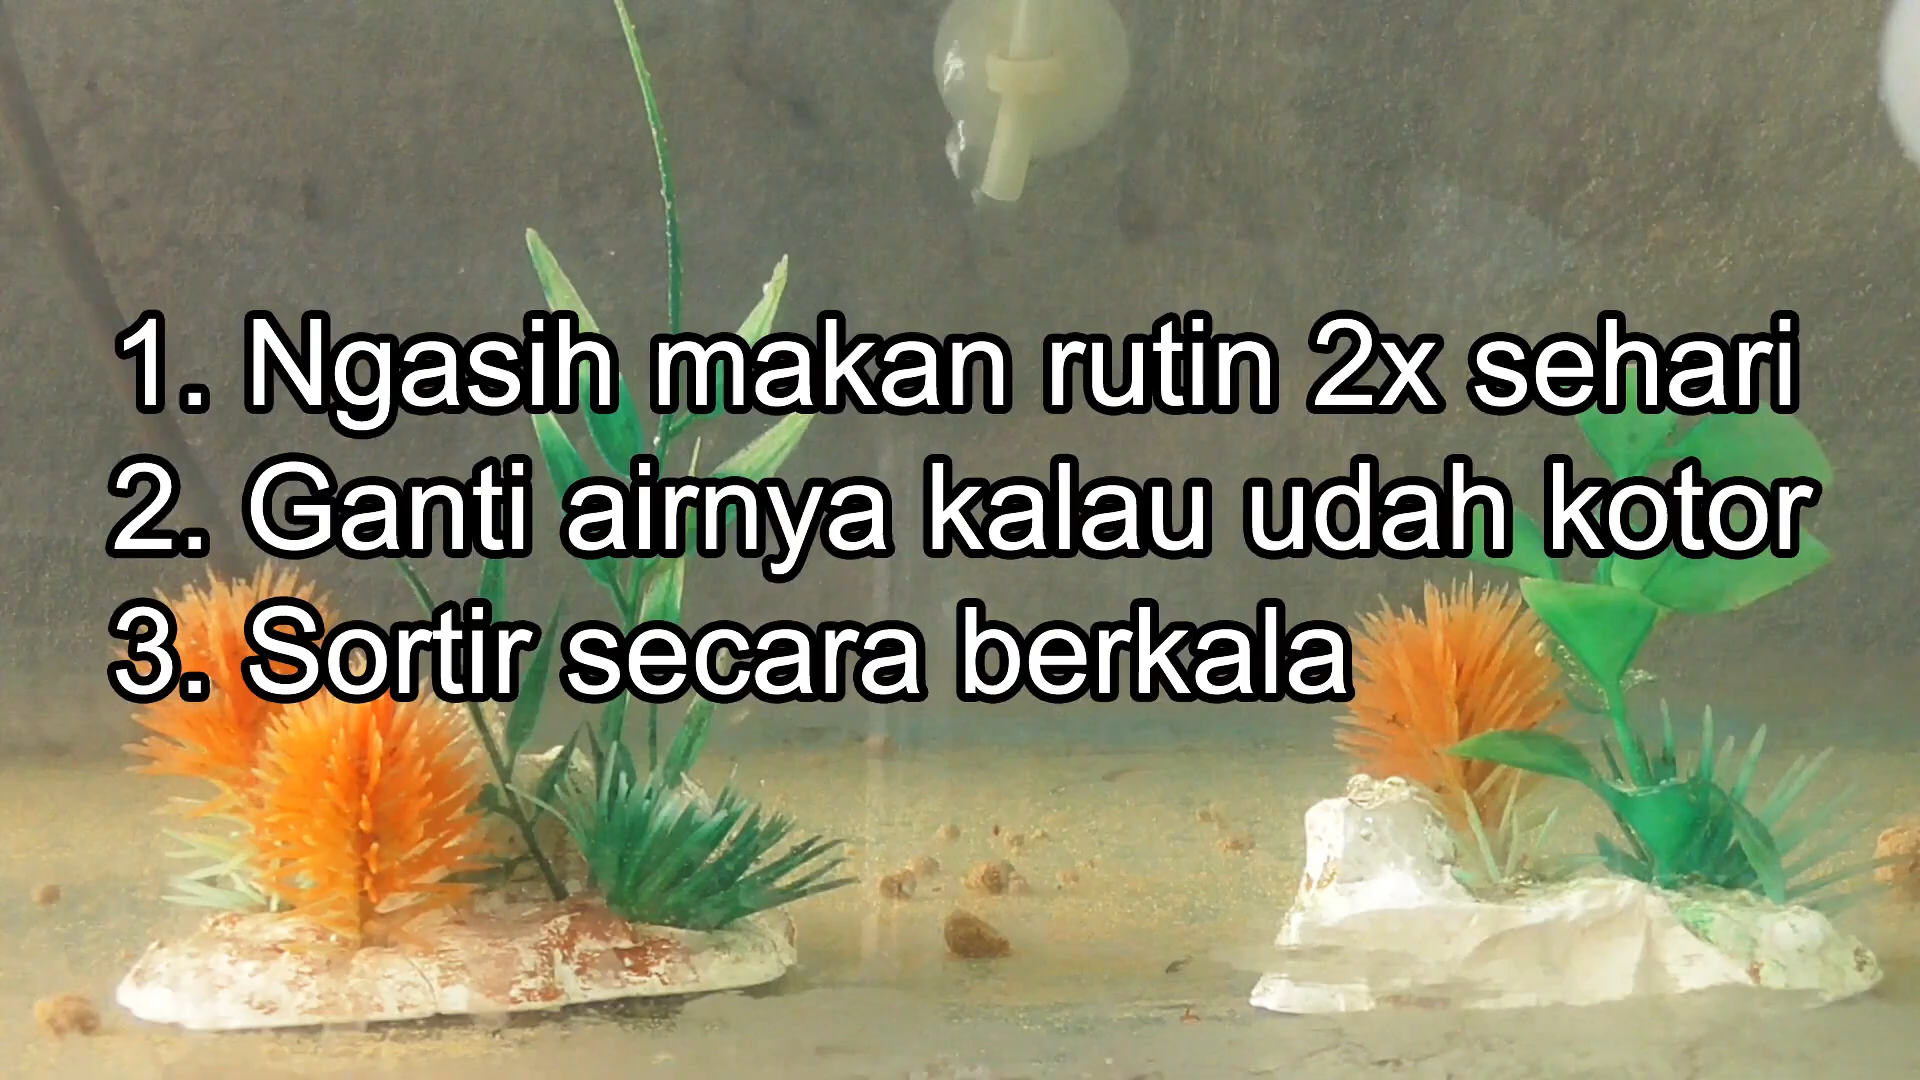 1. Ngasih makan rutin 2x sehari
2. Ganti airnya kalau udah kotor
3. Sortir secara berkala